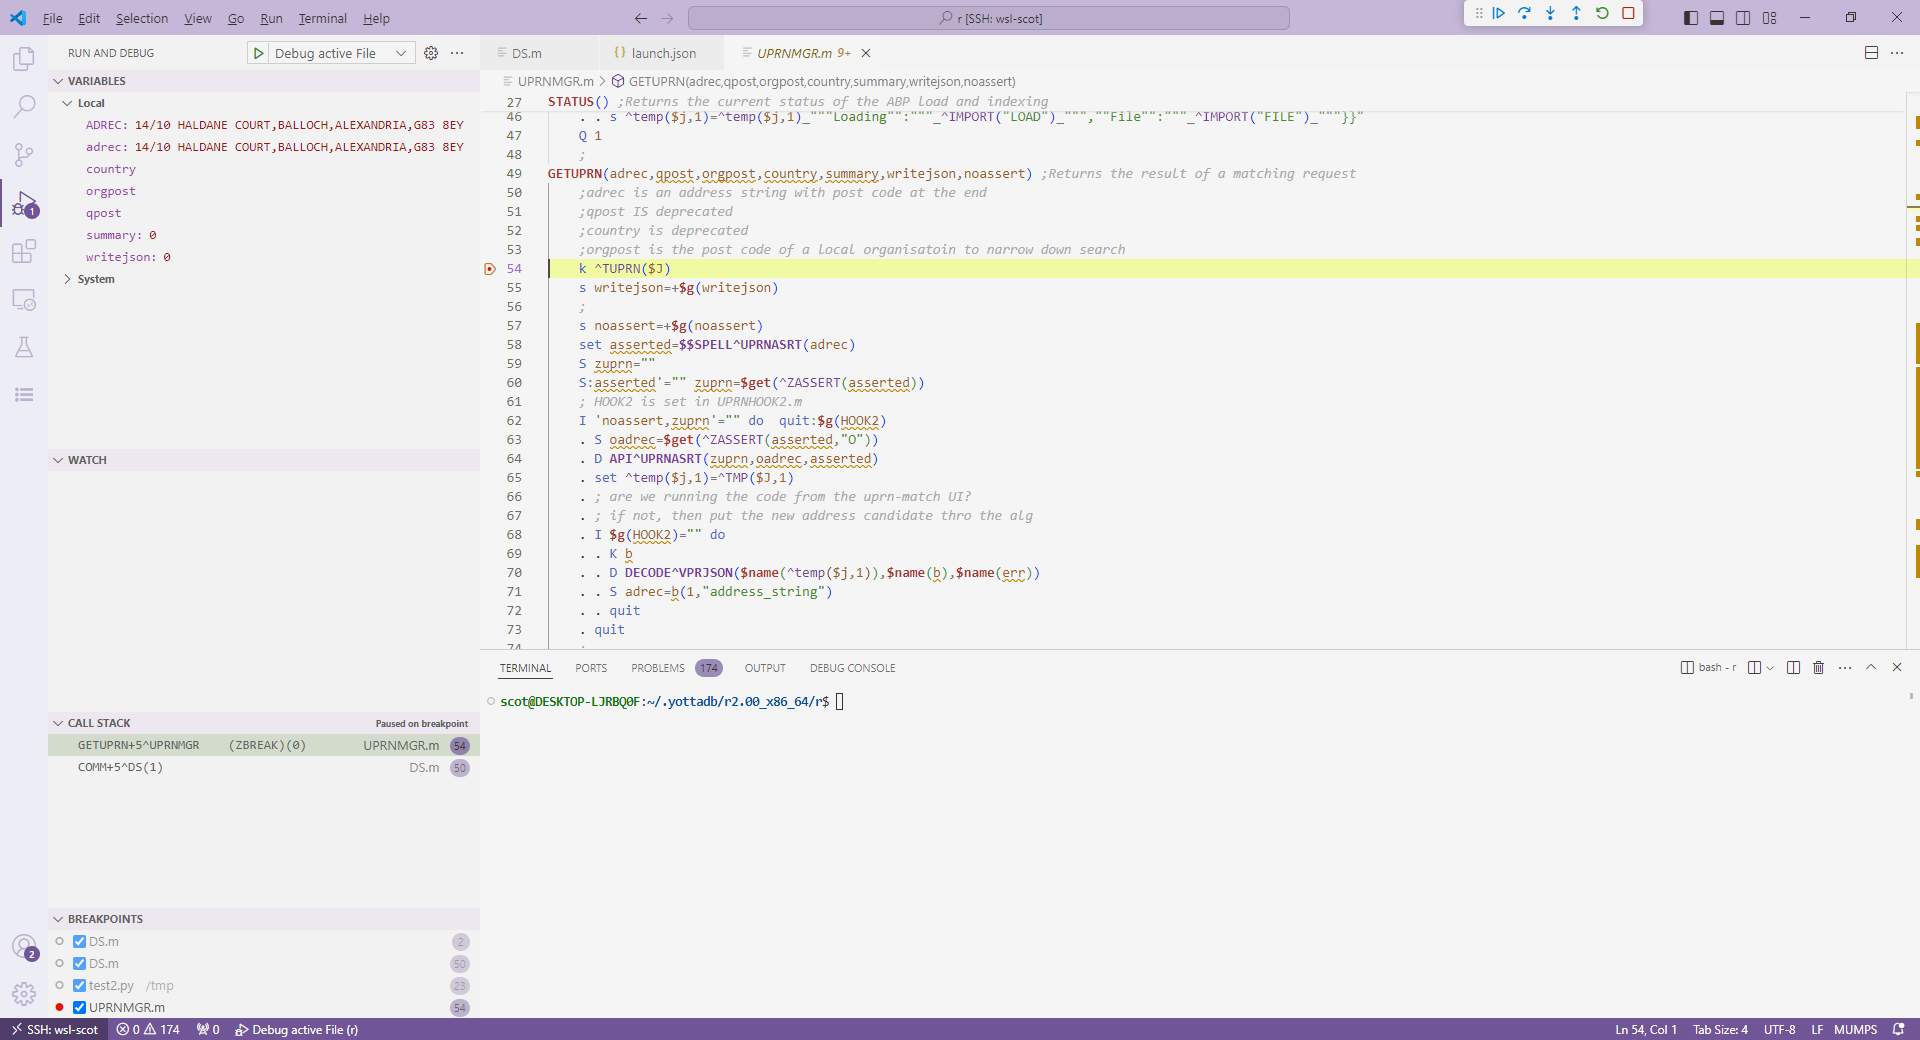 File Edit Selection View Go Run Terminal Help
r [SSH: wsl-scot]
RUN AND DEBUG
Debug active File
VARIABLES
Local
ADREC: 14/10 HALDANE COURT,BALLOCH,ALEXANDRIA,G83 8EY
adrec: 14/10 HALDANE COURT,BALLOCH,ALEXANDRIA,G83 8EY
country
orgpost
qpost
summary: 0
writejson: 0
System
WATCH
CALL STACK
Paused on breakpoint
GETUPRN+5^UPRNMGR (ZBREAK)(0) UPRNMGR.m 54
COMM+5^DS(1) DS.m 50
BREAKPOINTS
DS.m 2
DS.m 50
test2.py /tmp 23
UPRNMGR.m 54
1
2
DS.m
launch.json
UPRNMGR.m 9+
UPRNMGR.m > GETUPRN(adrec,qpost,orgpost,country,summary,writejson,noassert)
27 STATUS() ;Returns the current status of the ABP load and indexing
46 . . s ^temp($j,1)=^temp($j,1)_"""Loading"":"""_^IMPORT("LOAD")_""",""File"":"""_^IMPORT("FILE")_"""}}"
47 Q 1
48 ;
49 GETUPRN(adrec,qpost,orgpost,country,summary,writejson,noassert) ;Returns the result of a matching request
50 ;adrec is an address string with post code at the end
51 ;qpost IS deprecated
52 ;country is deprecated
53 ;orgpost is the post code of a local organisatoin to narrow down search
54 k ^TUPRN($J)
55 s writejson=+$g(writejson)
56 ;
57 s noassert=+$g(noassert)
58 set asserted=$$SPELL^UPRNASRT(adrec)
59 S zuprn=""
60 S:asserted'="" zuprn=$get(^ZASSERT(asserted))
61 ; HOOK2 is set in UPRNHOOK2.m
62 I 'noassert,zuprn'="" do  quit:$g(HOOK2)
63 . S oadrec=$get(^ZASSERT(asserted,"O"))
64 . D API^UPRNASRT(zuprn,oadrec,asserted)
65 . set ^temp($j,1)=^TMP($J,1)
66 . ; are we running the code from the uprn-match UI?
67 . ; if not, then put the new address candidate thro the alg
68 . I $g(HOOK2)="" do
69 . . K b
70 . . D DECODE^VPRJSON($name(^temp($j,1)),$name(b),$name(err))
71 . . S adrec=b(1,"address_string")
72 . . quit
73 . quit
74 ;
TERMINAL PORTS PROBLEMS 174 OUTPUT DEBUG CONSOLE
bash - r
scot@DESKTOP-LJRBQ0F:~/.yottadb/r2.00_x86_64/r$
SSH: wsl-scot 0 174 0 Debug active File (r)
Ln 54, Col 1 Tab Size: 4 UTF-8 LF MUMPS